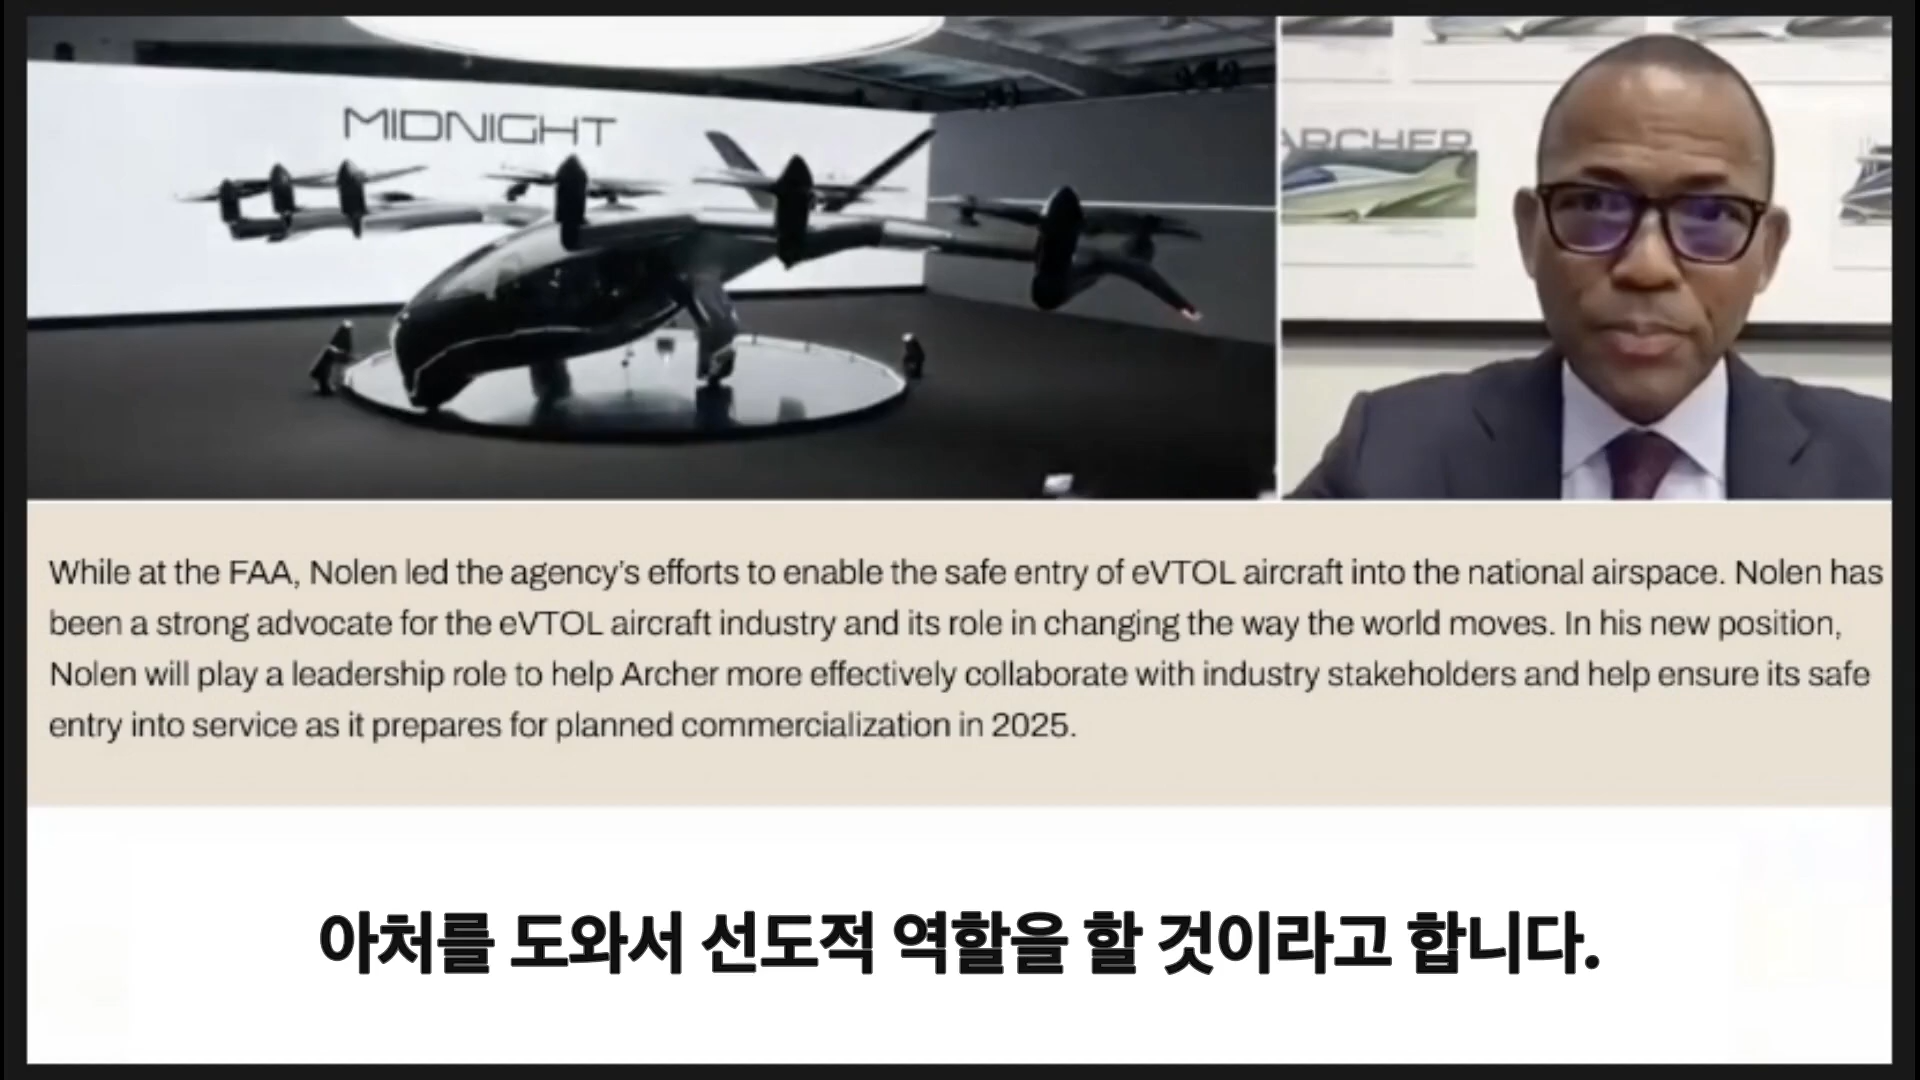 MIDNIGHT
ARCHER
While at the FAA, Nolen led the agency's efforts to enable the safe entry of eVTOL aircraft into the national airspace. Nolen has
been a strong advocate for the eVTOL aircraft industry and its role in changing the way the world moves. In his new position,
Nolen will play a leadership role to help Archer more effectively collaborate with industry stakeholders and help ensure its safe
entry into service as it prepares for planned commercialization in 2025.
아처를 도와서 선도적 역할을 할 것이라고 합니다.